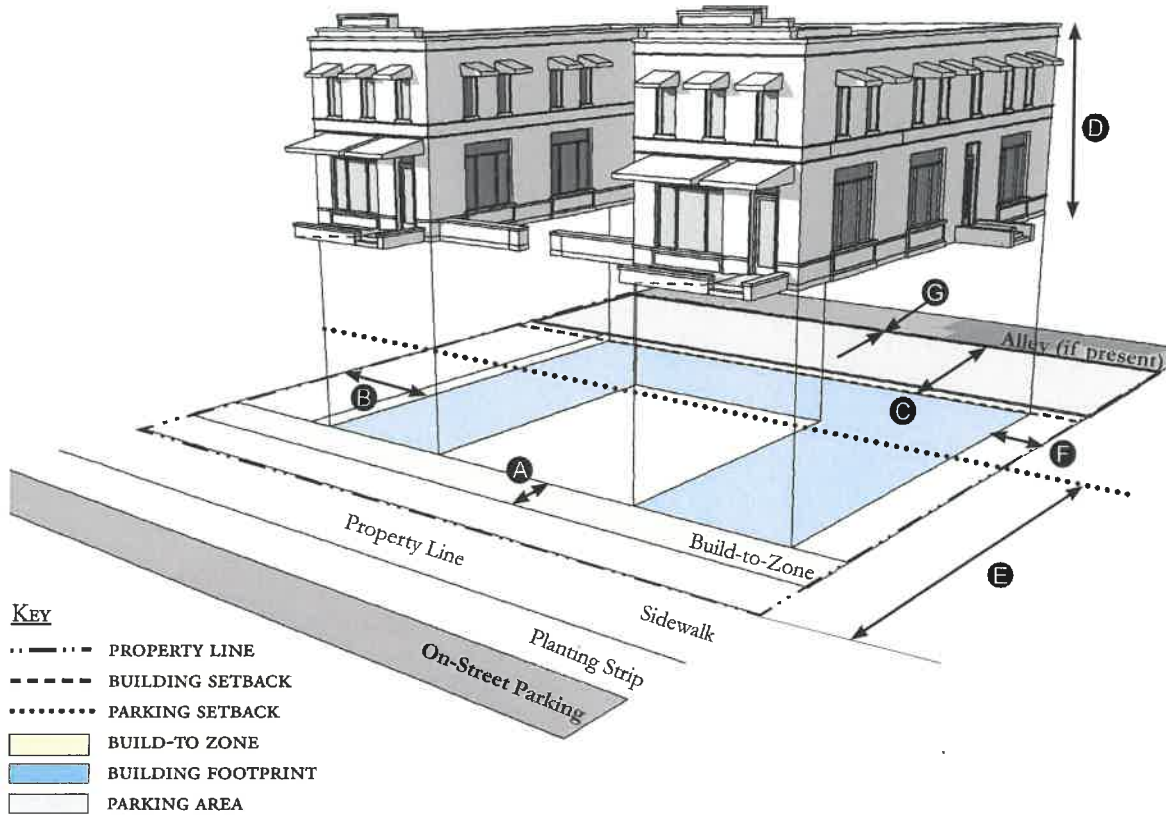 D
G
Alley (if present)
B
C
F
A
Property Line
Build-to-Zone
E
Sidewalk
Planting Strip
On-Street Parking
KEY
PROPERTY LINE
BUILDING SETBACK
PARKING SETBACK
BUILD-TO ZONE
BUILDING FOOTPRINT
PARKING AREA